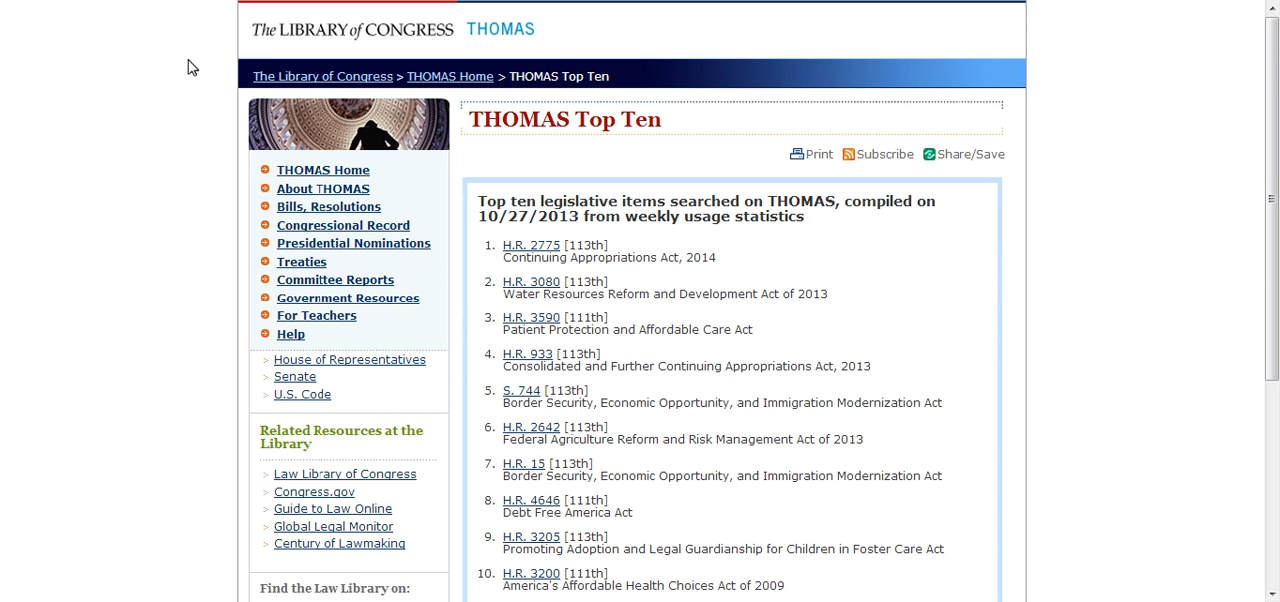 The LIBRARY of CONGRESS THOMAS
The Library of Congress > THOMAS Home > THOMAS Top Ten
THOMAS Home
About THOMAS
Bills, Resolutions
Congressional Record
Presidential Nominations
Treaties
Committee Reports
Government Resources
For Teachers
Help
> House of Representatives
> Senate
> U.S. Code
Related Resources at the
Library
> Law Library of Congress
> Congress.gov
> Guide to Law Online
> Global Legal Monitor
> Century of Lawmaking
Find the Law Library on:
THOMAS Top Ten
Print Subscribe Share/Save
Top ten legislative items searched on THOMAS, compiled on
10/27/2013 from weekly usage statistics
1. H.R. 2775 [113th]
Continuing Appropriations Act, 2014
2. H.R. 3080 [113th]
Water Resources Reform and Development Act of 2013
3. H.R. 3590 [111th]
Patient Protection and Affordable Care Act
4. H.R. 933 [113th]
Consolidated and Further Continuing Appropriations Act, 2013
5. S. 744 [113th]
Border Security, Economic Opportunity, and Immigration Modernization Act
6. H.R. 2642 [113th]
Federal Agriculture Reform and Risk Management Act of 2013
7. H.R. 15 [113th]
Border Security, Economic Opportunity, and Immigration Modernization Act
8. H.R. 4646 [111th]
Debt Free America Act
9. H.R. 3205 [113th]
Promoting Adoption and Legal Guardianship for Children in Foster Care Act
10. H.R. 3200 [111th]
America's Affordable Health Choices Act of 2009